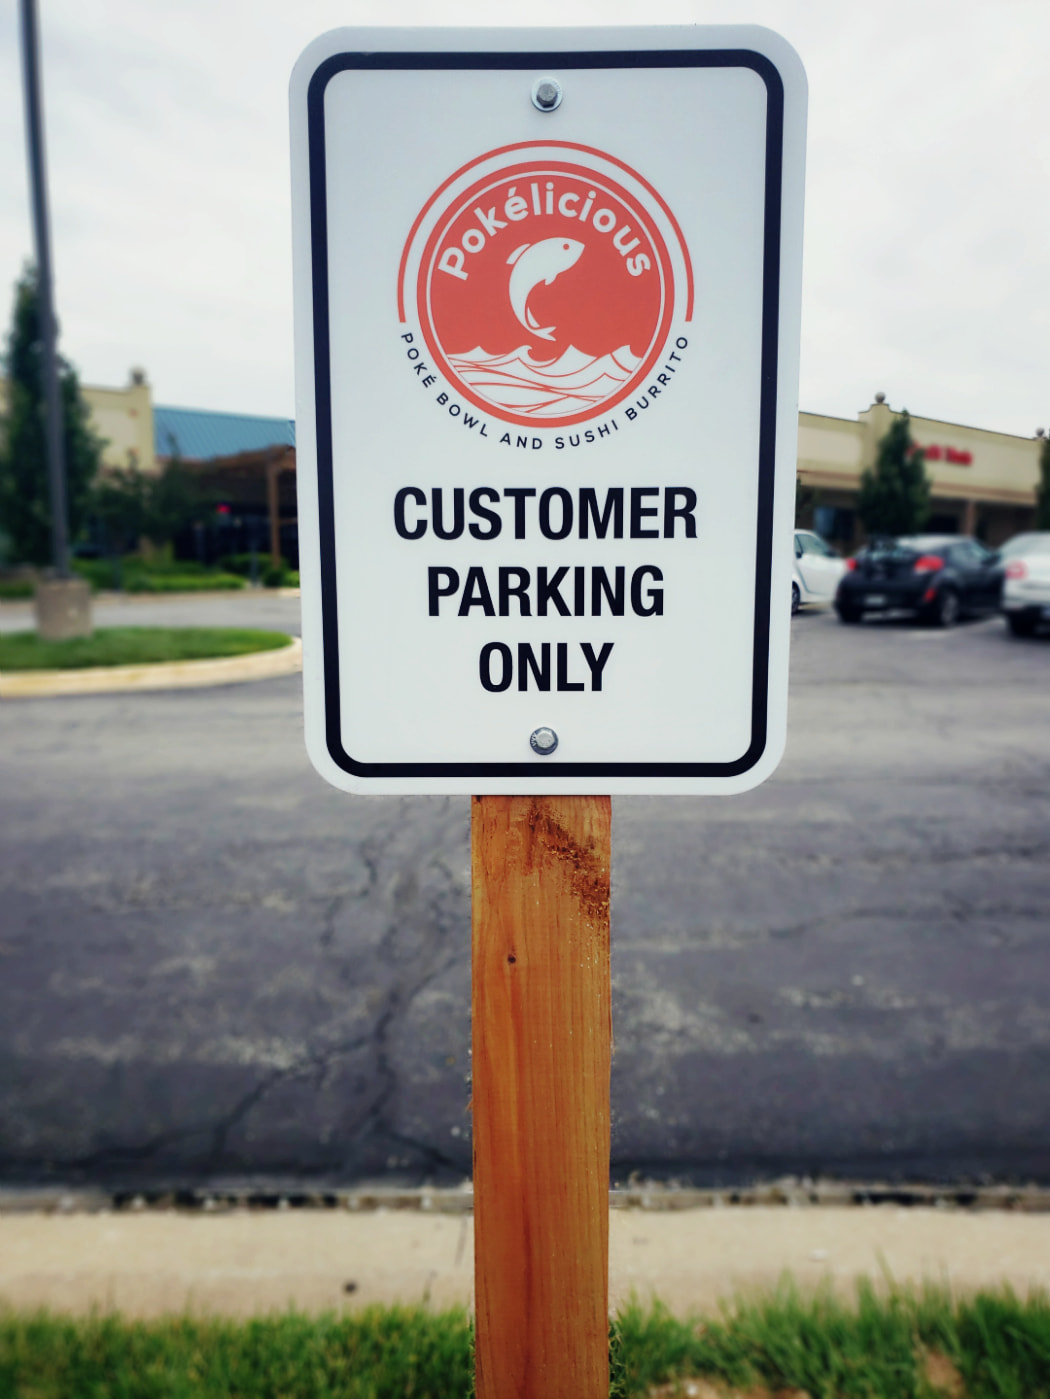 Pokélicious
POKÉ BOWL AND SUSHI BURRITO
CUSTOMER
PARKING
ONLY